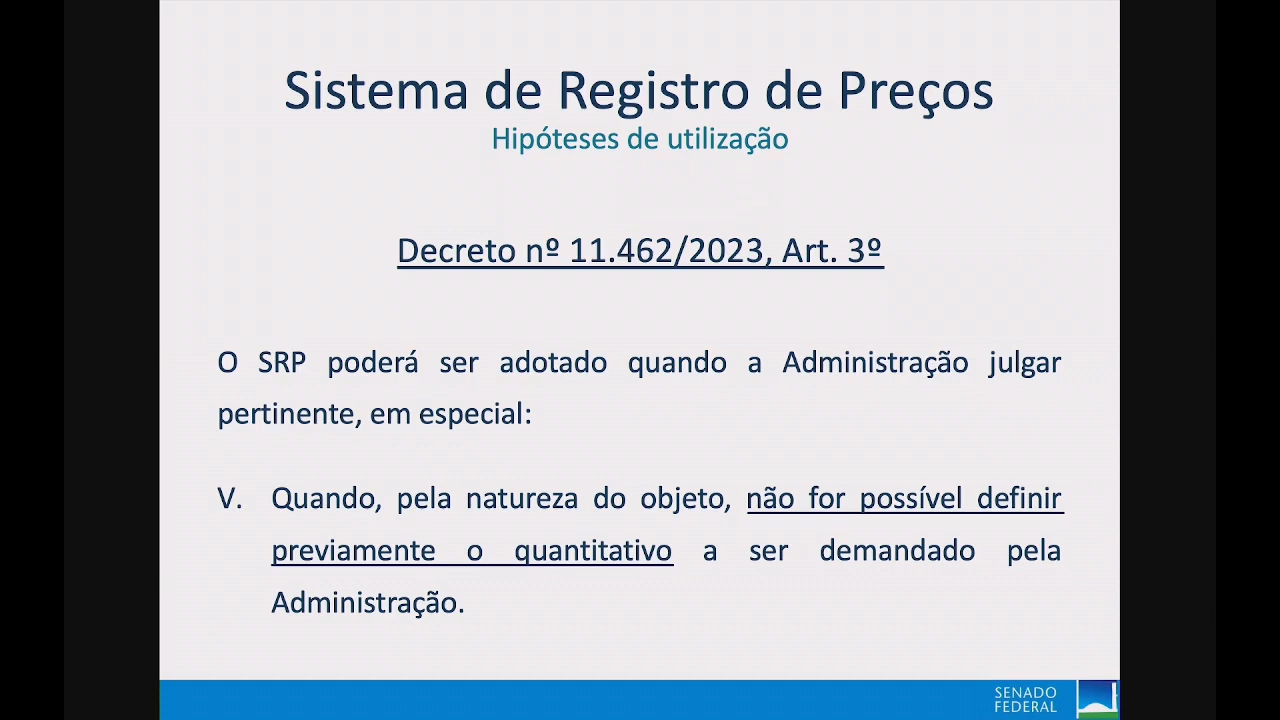 Sistema de Registro de Preços
Hipóteses de utilização
Decreto nº 11.462/2023, Art. 3º
O SRP poderá ser adotado quando a Administração julgar
pertinente, em especial:
V. Quando, pela natureza do objeto, não for possível definir
previamente o quantitativo a ser demandado pela
Administração.
SENADO
FEDERAL